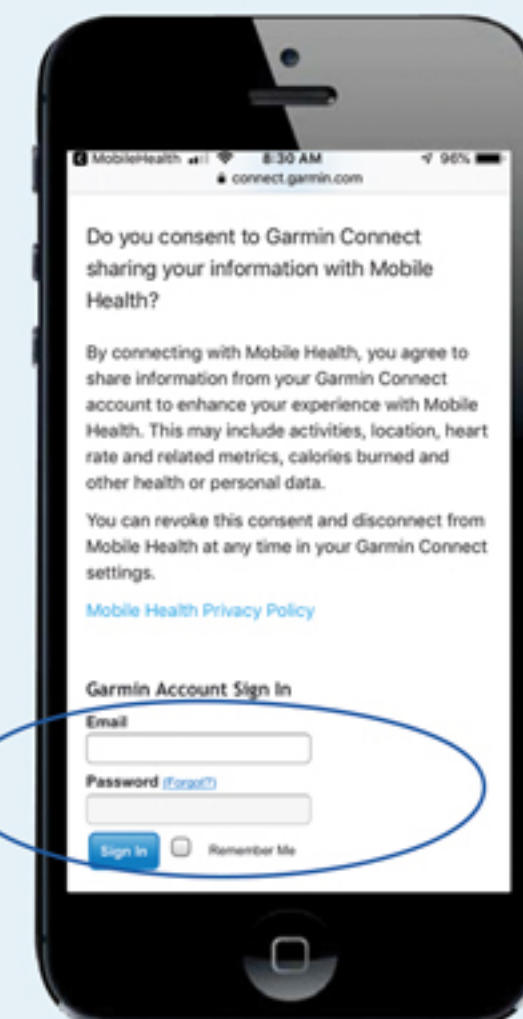 MobileHealth 8:30 AM 96%
connect.garmin.com
Do you consent to Garmin Connect
sharing your information with Mobile
Health?
By connecting with Mobile Health, you agree to
share information from your Garmin Connect
account to enhance your experience with Mobile
Health. This may include activities, location, heart
rate and related metrics, calories burned and
other health or personal data.
You can revoke this consent and disconnect from
Mobile Health at any time in your Garmin Connect
settings.
Mobile Health Privacy Policy
Garmin Account Sign In
Email
Password (Forgot?)
Sign In Remember Me